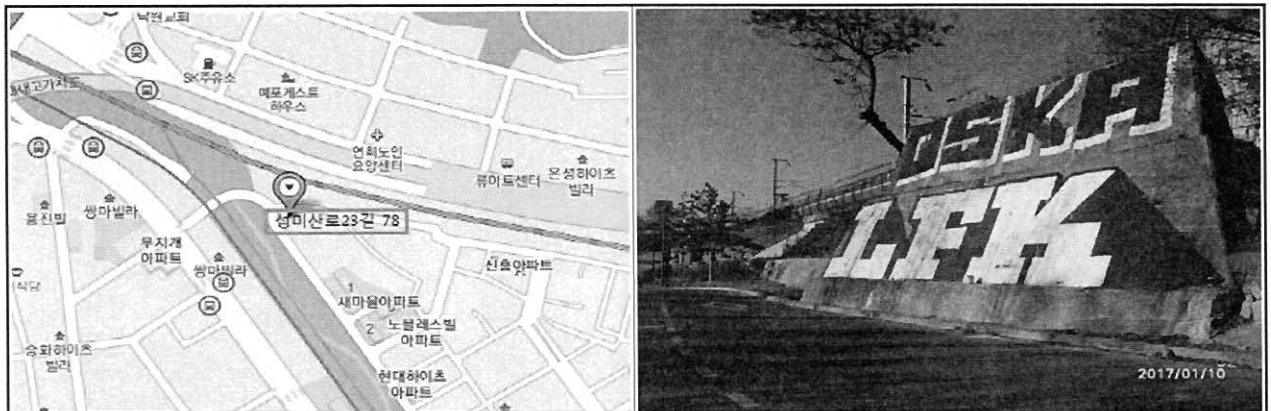 낙원교회
SK주유소
예포게스트
하우스
연희노인
요양센터
류마트센터
온성하이츠
빌라
용진빌
쌍마빌라
성미산로23길 78
무지개
아파트
쌍마빌라
신흥아파트
1
새마을아파트
식당
2
노블레스빌
아파트
승화하이츠
빌라
현대하이츠
아파트
OSKA
LFK
2017/01/10